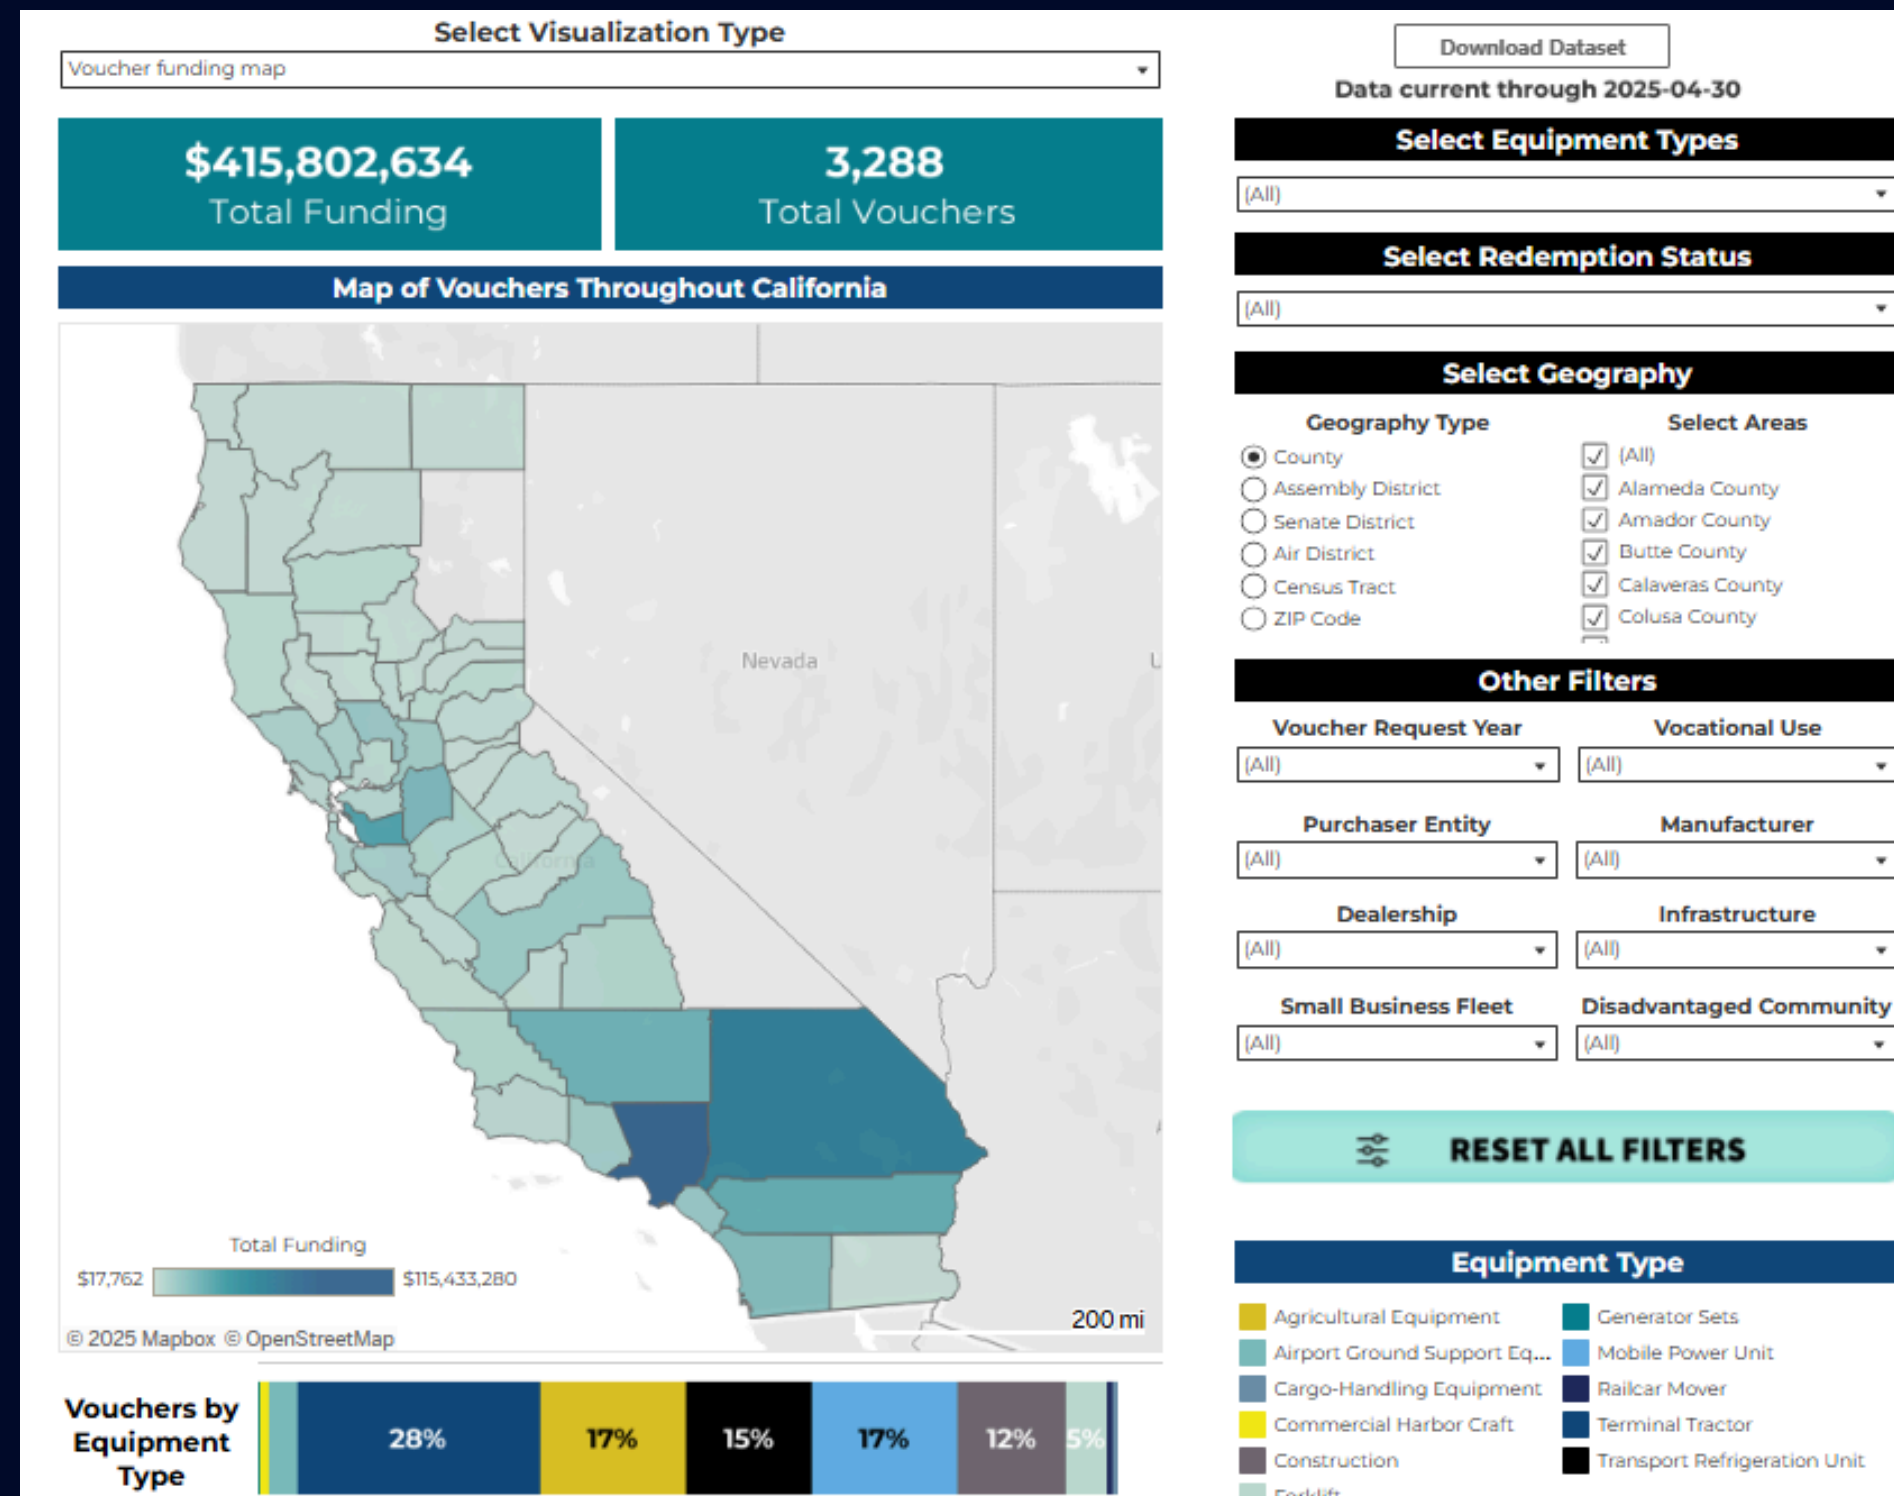 Select Visualization Type
Voucher funding map
$415,802,634
Total Funding
3,288
Total Vouchers
Map of Vouchers Throughout California
Nevada
California
Total Funding
$17,762
$115,433,280
200 mi
© 2025 Mapbox © OpenStreetMap
Vouchers by
Equipment
Type
28%
17%
15%
17%
12%
5%
Download Dataset
Data current through 2025-04-30
Select Equipment Types
(All)
Select Redemption Status
(All)
Select Geography
Geography Type
County
Assembly District
Senate District
Air District
Census Tract
ZIP Code
Select Areas
(All)
Alameda County
Amador County
Butte County
Calaveras County
Colusa County
Other Filters
Voucher Request Year
(All)
Vocational Use
(All)
Purchaser Entity
(All)
Manufacturer
(All)
Dealership
(All)
Infrastructure
(All)
Small Business Fleet
(All)
Disadvantaged Community
(All)
RESET ALL FILTERS
Equipment Type
Agricultural Equipment
Airport Ground Support Eq...
Cargo-Handling Equipment
Commercial Harbor Craft
Construction
Forklift
Generator Sets
Mobile Power Unit
Railcar Mover
Terminal Tractor
Transport Refrigeration Unit